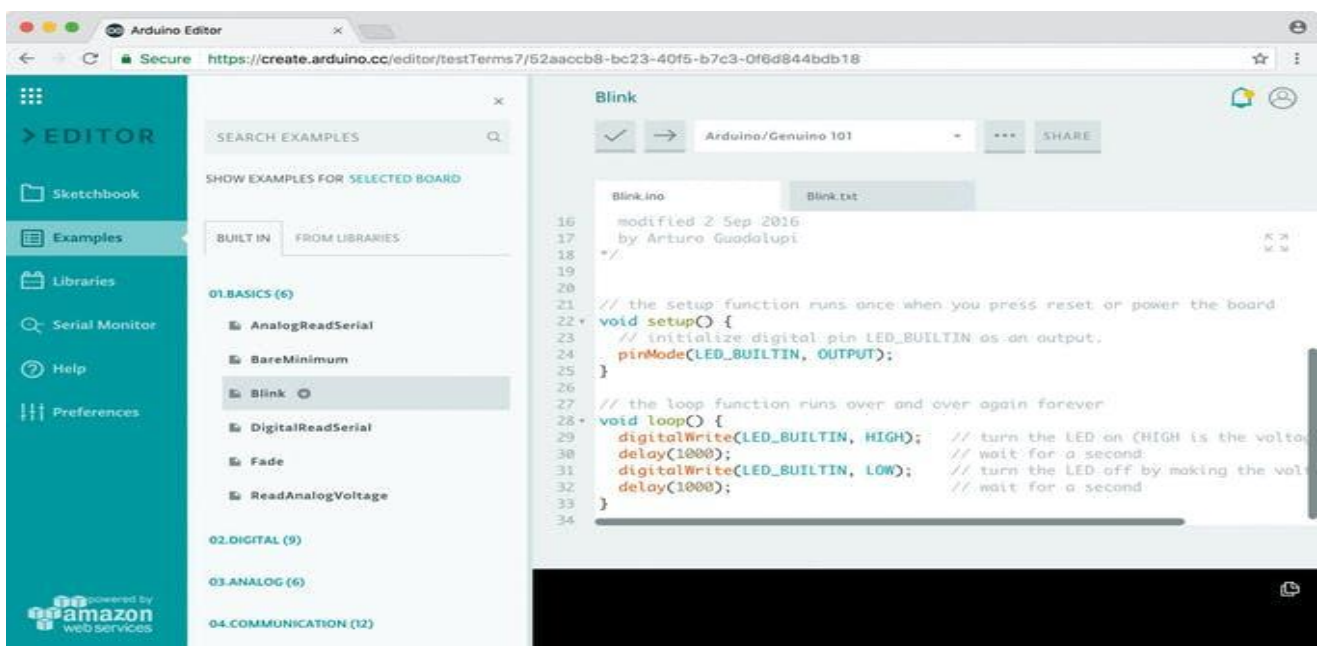 Arduino Editor
Secure https://create.arduino.cc/editor/testTerms7/52aaccb8-bc23-40f5-b7c3-0f6d844bdb18
>EDITOR
Sketchbook
Examples
Libraries
Serial Monitor
Help
Preferences
powered by
amazon
web services
SEARCH EXAMPLES
SHOW EXAMPLES FOR SELECTED BOARD
BUILT IN FROM LIBRARIES
01.BASICS (6)
AnalogReadSerial
BareMinimum
Blink
DigitalReadSerial
Fade
ReadAnalogVoltage
02.DIGITAL (9)
03.ANALOG (6)
04.COMMUNICATION (12)
Blink
Arduino/Genuino 101 SHARE
Blink.ino Blink.txt
16 modified 2 Sep 2016
17 by Arturo Guadalupi
18 */
19
20
21 // the setup function runs once when you press reset or power the board
22 void setup() {
23 // initialize digital pin LED_BUILTIN as an output.
24 pinMode(LED_BUILTIN, OUTPUT);
25 }
26
27 // the loop function runs over and over again forever
28 void loop() {
29 digitalWrite(LED_BUILTIN, HIGH); // turn the LED on (HIGH is the voltag
30 delay(1000); // wait for a second
31 digitalWrite(LED_BUILTIN, LOW); // turn the LED off by making the volt
32 delay(1000); // wait for a second
33 }
34